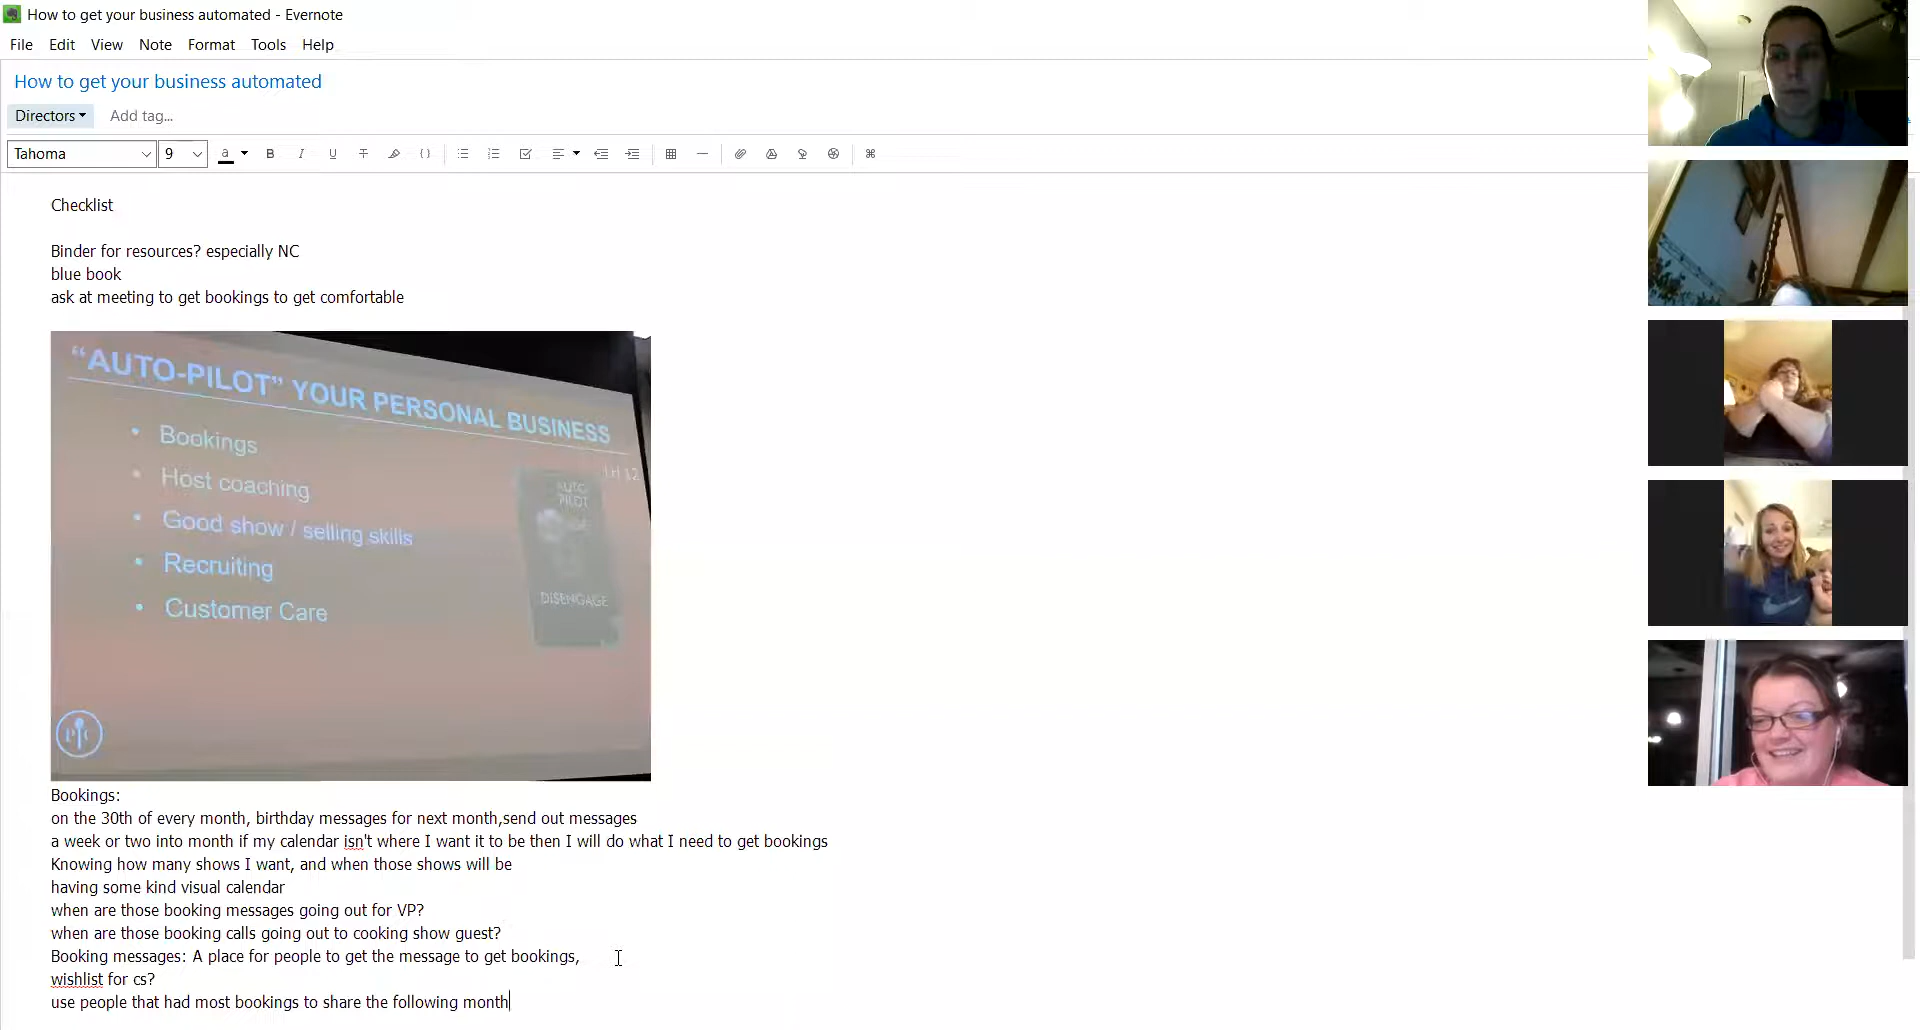 How to get your business automated - Evernote
File Edit View Note Format Tools Help
How to get your business automated
Directors Add tag...
Tahoma 9 a B I U T
Checklist
Binder for resources? especially NC
blue book
ask at meeting to get bookings to get comfortable
“AUTO-PILOT” YOUR PERSONAL BUSINESS
• Bookings
• Host coaching
• Good show / selling skills
• Recruiting
• Customer Care
AUTO
PILOT
DISENGAGE
Bookings:
on the 30th of every month, birthday messages for next month,send out messages
a week or two into month if my calendar isn't where I want it to be then I will do what I need to get bookings
Knowing how many shows I want, and when those shows will be
having some kind visual calendar
when are those booking messages going out for VP?
when are those booking calls going out to cooking show guest?
Booking messages: A place for people to get the message to get bookings,
wishlist for cs?
use people that had most bookings to share the following month